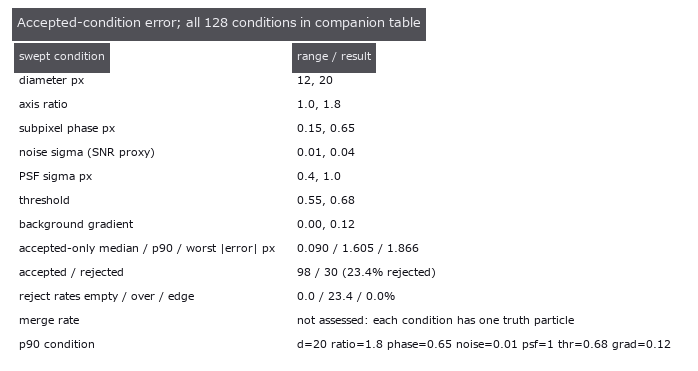 Accepted-condition error; all 128 conditions in companion table
swept condition range / result
diameter px 12, 20
axis ratio 1.0, 1.8
subpixel phase px 0.15, 0.65
noise sigma (SNR proxy) 0.01, 0.04
PSF sigma px 0.4, 1.0
threshold 0.55, 0.68
background gradient 0.00, 0.12
accepted-only median / p90 / worst |error| px 0.090 / 1.605 / 1.866
accepted / rejected 98 / 30 (23.4% rejected)
reject rates empty / over / edge 0.0 / 23.4 / 0.0%
merge rate not assessed: each condition has one truth particle
p90 condition d=20 ratio=1.8 phase=0.65 noise=0.01 psf=1 thr=0.68 grad=0.12